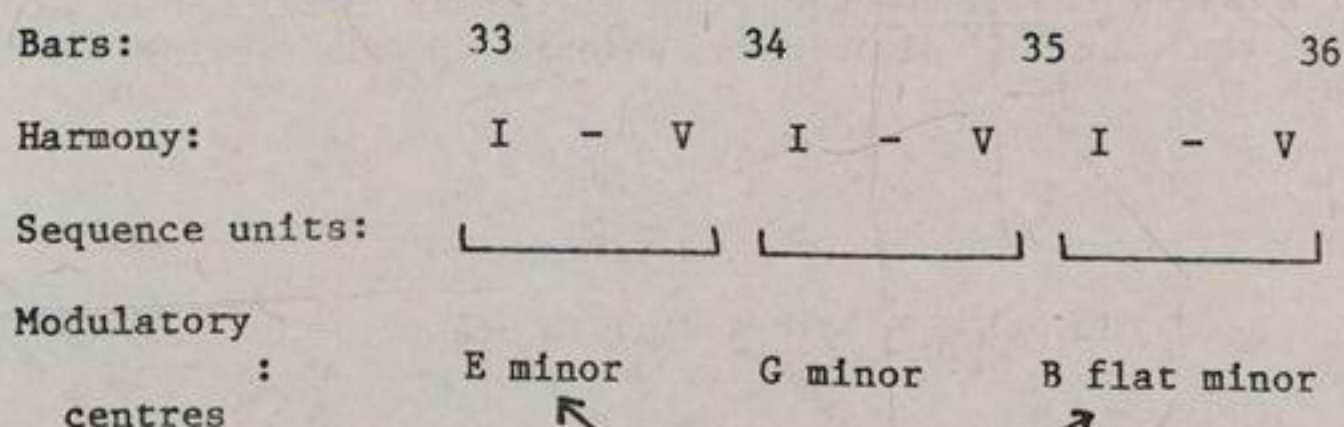 Bars: 33 34 35 36
Harmony: I - V I - V I - V
Sequence units:
Modulatory
:
centres
E minor G minor B flat minor